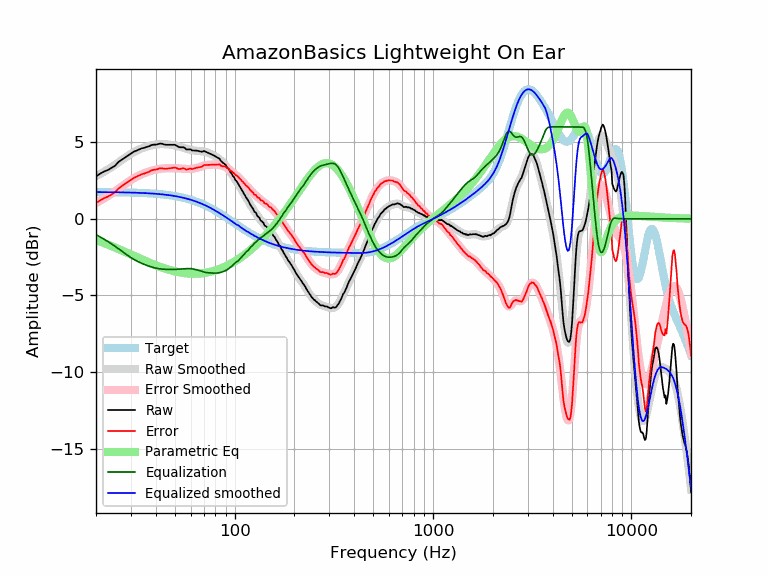 AmazonBasics Lightweight On Ear
Amplitude (dBr)
5
0
−5
−10
−15
Target
Raw Smoothed
Error Smoothed
Raw
Error
Parametric Eq
Equalization
Equalized smoothed
100
1000
10000
Frequency (Hz)